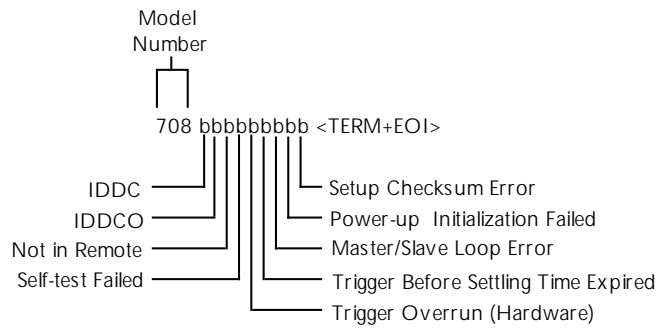 Model
Number
708 bbbbbbbbb <TERM+EOI>
IDDC
IDDCO
Not in Remote
Self-test Failed
Setup Checksum Error
Power-up Initialization Failed
Master/Slave Loop Error
Trigger Before Settling Time Expired
Trigger Overrun (Hardware)